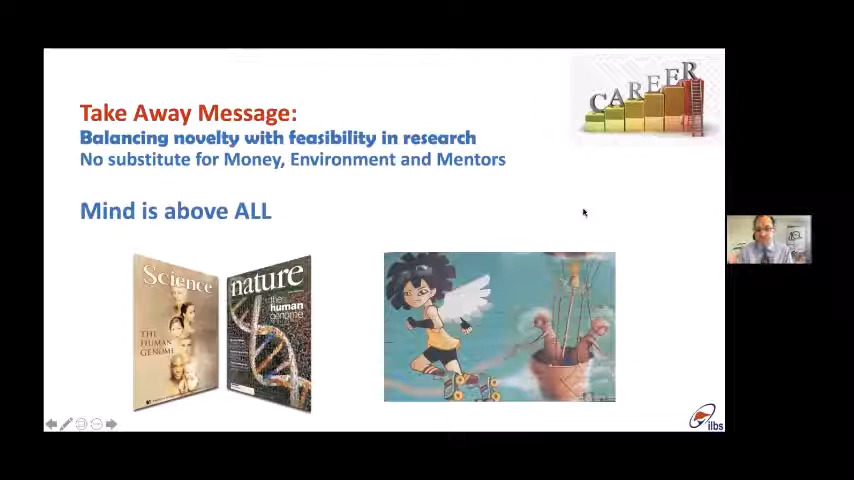 CAREER
Take Away Message:
Balancing novelty with feasibility in research
No substitute for Money, Environment and Mentors
Mind is above ALL
Science
THE
HUMAN
GENOME
nature
the
human
genome
ilbs